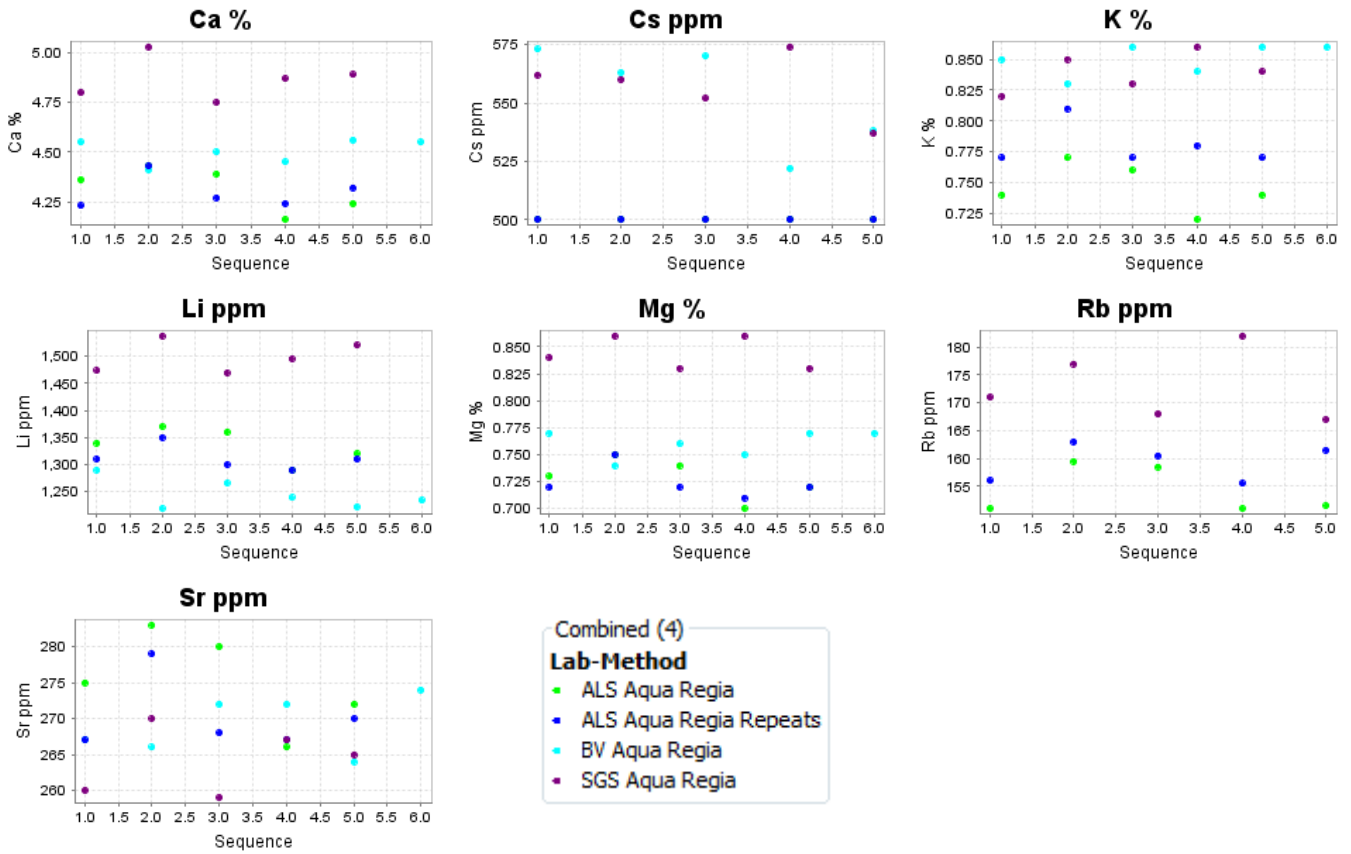 Ca %
5.00
4.75
4.50
4.25
Ca %
1.0 1.5 2.0 2.5 3.0 3.5 4.0 4.5 5.0 5.5 6.0
Sequence
Cs ppm
575
550
525
500
Cs ppm
1.0 1.5 2.0 2.5 3.0 3.5 4.0 4.5 5.0
Sequence
K %
0.850
0.825
0.800
0.775
0.750
0.725
K %
1.0 1.5 2.0 2.5 3.0 3.5 4.0 4.5 5.0 5.5 6.0
Sequence
Li ppm
1,500
1,450
1,400
1,350
1,300
1,250
Li ppm
1.0 1.5 2.0 2.5 3.0 3.5 4.0 4.5 5.0 5.5 6.0
Sequence
Mg %
0.850
0.825
0.800
0.775
0.750
0.725
0.700
Mg %
1.0 1.5 2.0 2.5 3.0 3.5 4.0 4.5 5.0 5.5 6.0
Sequence
Rb ppm
180
175
170
165
160
155
Rb ppm
1.0 1.5 2.0 2.5 3.0 3.5 4.0 4.5 5.0
Sequence
Sr ppm
280
275
270
265
260
Sr ppm
1.0 1.5 2.0 2.5 3.0 3.5 4.0 4.5 5.0 5.5 6.0
Sequence
Combined (4)
Lab-Method
ALS Aqua Regia
ALS Aqua Regia Repeats
BV Aqua Regia
SGS Aqua Regia